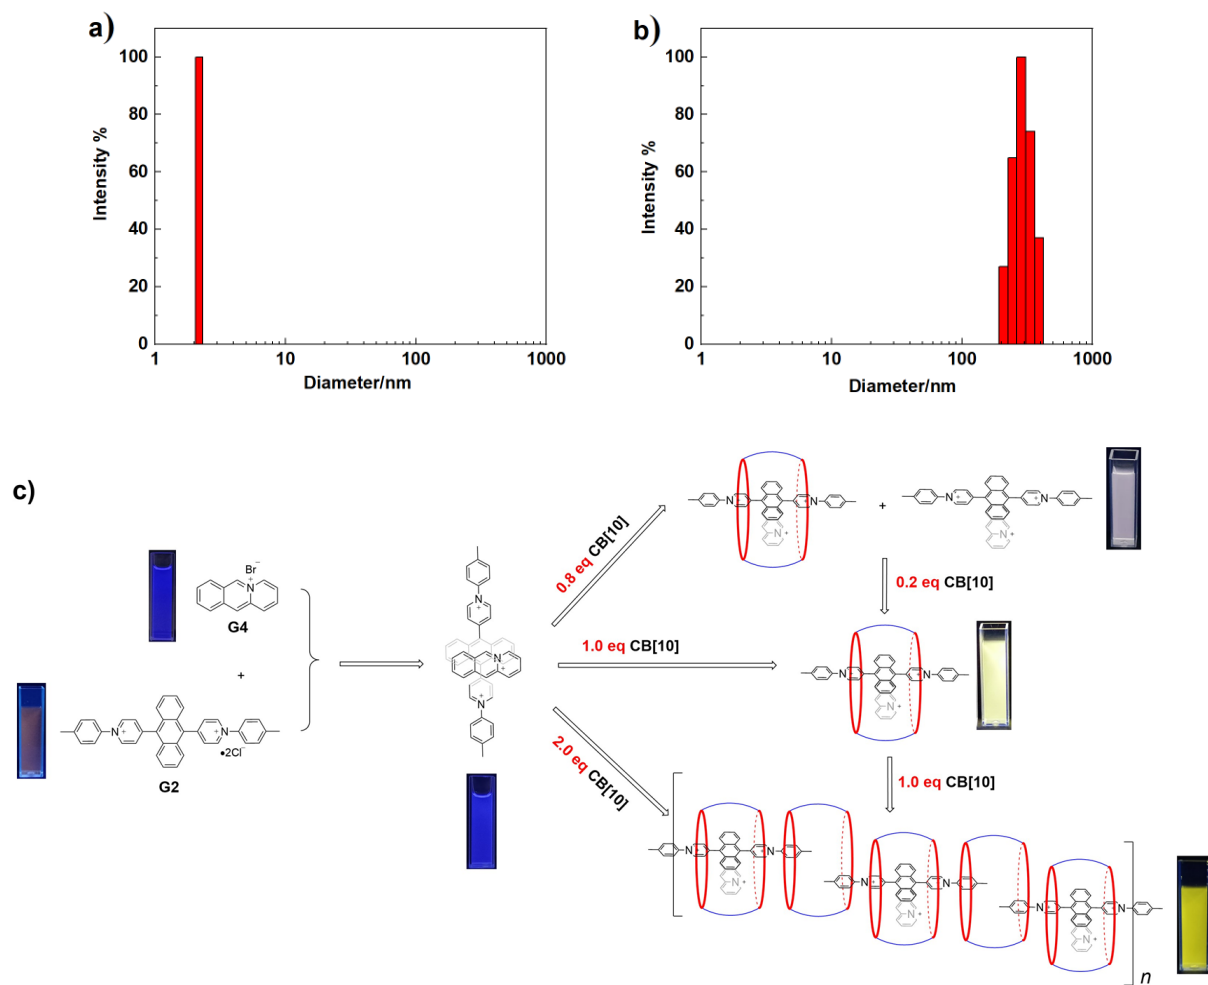 a)
100
80
60
40
20
0
Intensity %
1
10
100
1000
Diameter/nm
b)
100
80
60
40
20
0
Intensity %
1
10
100
1000
Diameter/nm
c)
Br−
N
+
G4
+
N
+
N
+
•2Cl−
G2
N
+
N
+
N
+
0.8 eq CB[10]
1.0 eq CB[10]
2.0 eq CB[10]
N
+
N
+
N
+
+
N
+
N
+
N
+
0.2 eq CB[10]
N
+
N
+
N
+
1.0 eq CB[10]
N
+
N
+
N
+
N
+
N
+
N
+
N
+
N
+
N
+
n